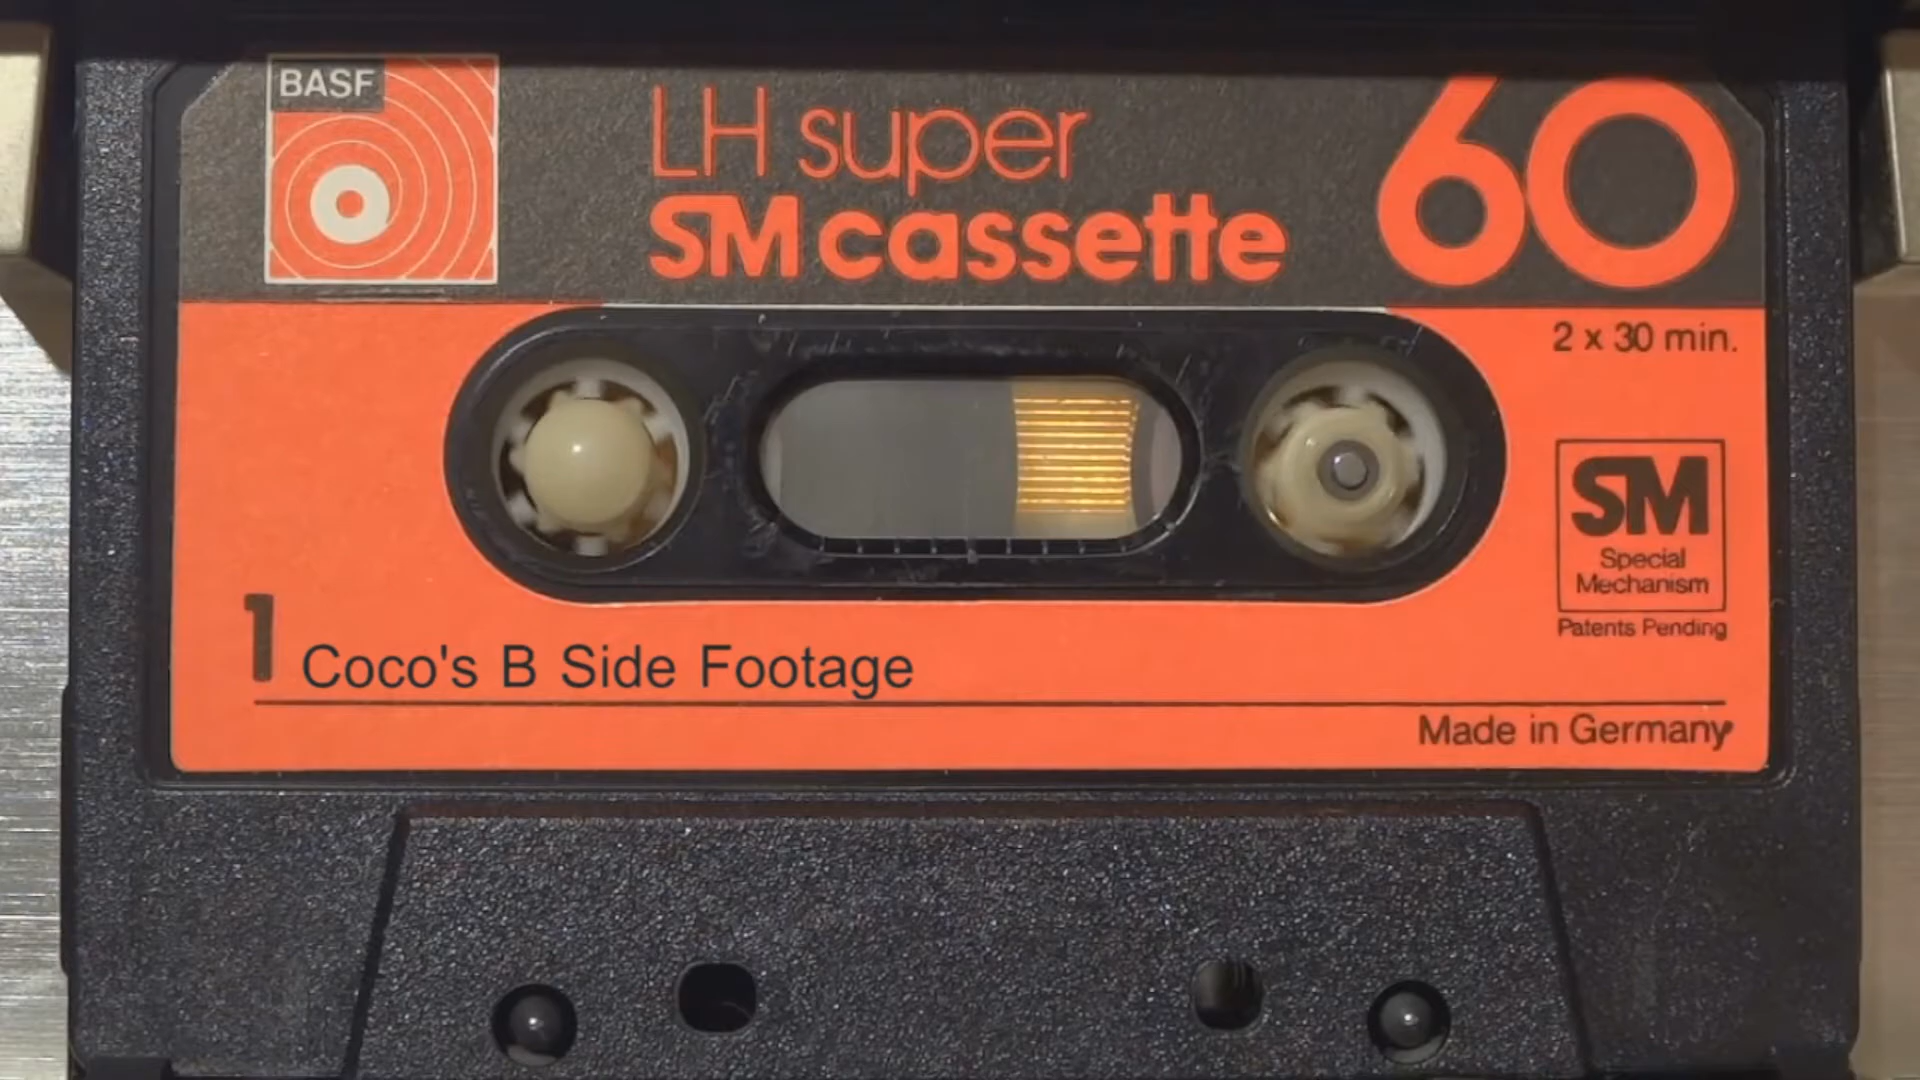 BASF
LH super
SM cassette
60
2 x 30 min.
SM
Special
Mechanism
Patents Pending
1 Coco's B Side Footage
Made in Germany